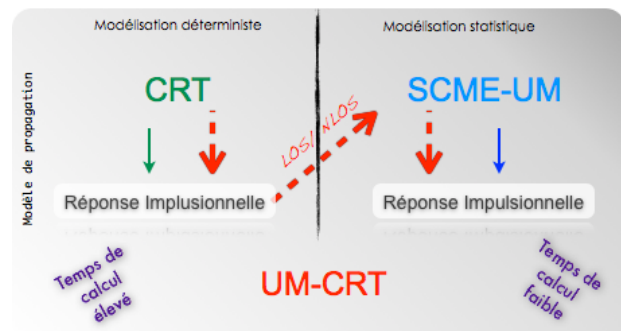 Modélisation déterministe
Modélisation statistique
Modèle de propagation
CRT
SCME-UM
LOS/ NLOS
Réponse Implusionnelle
Réponse Impulsionnelle
Temps de
calcul
élevé
UM-CRT
Temps de
calcul
faible